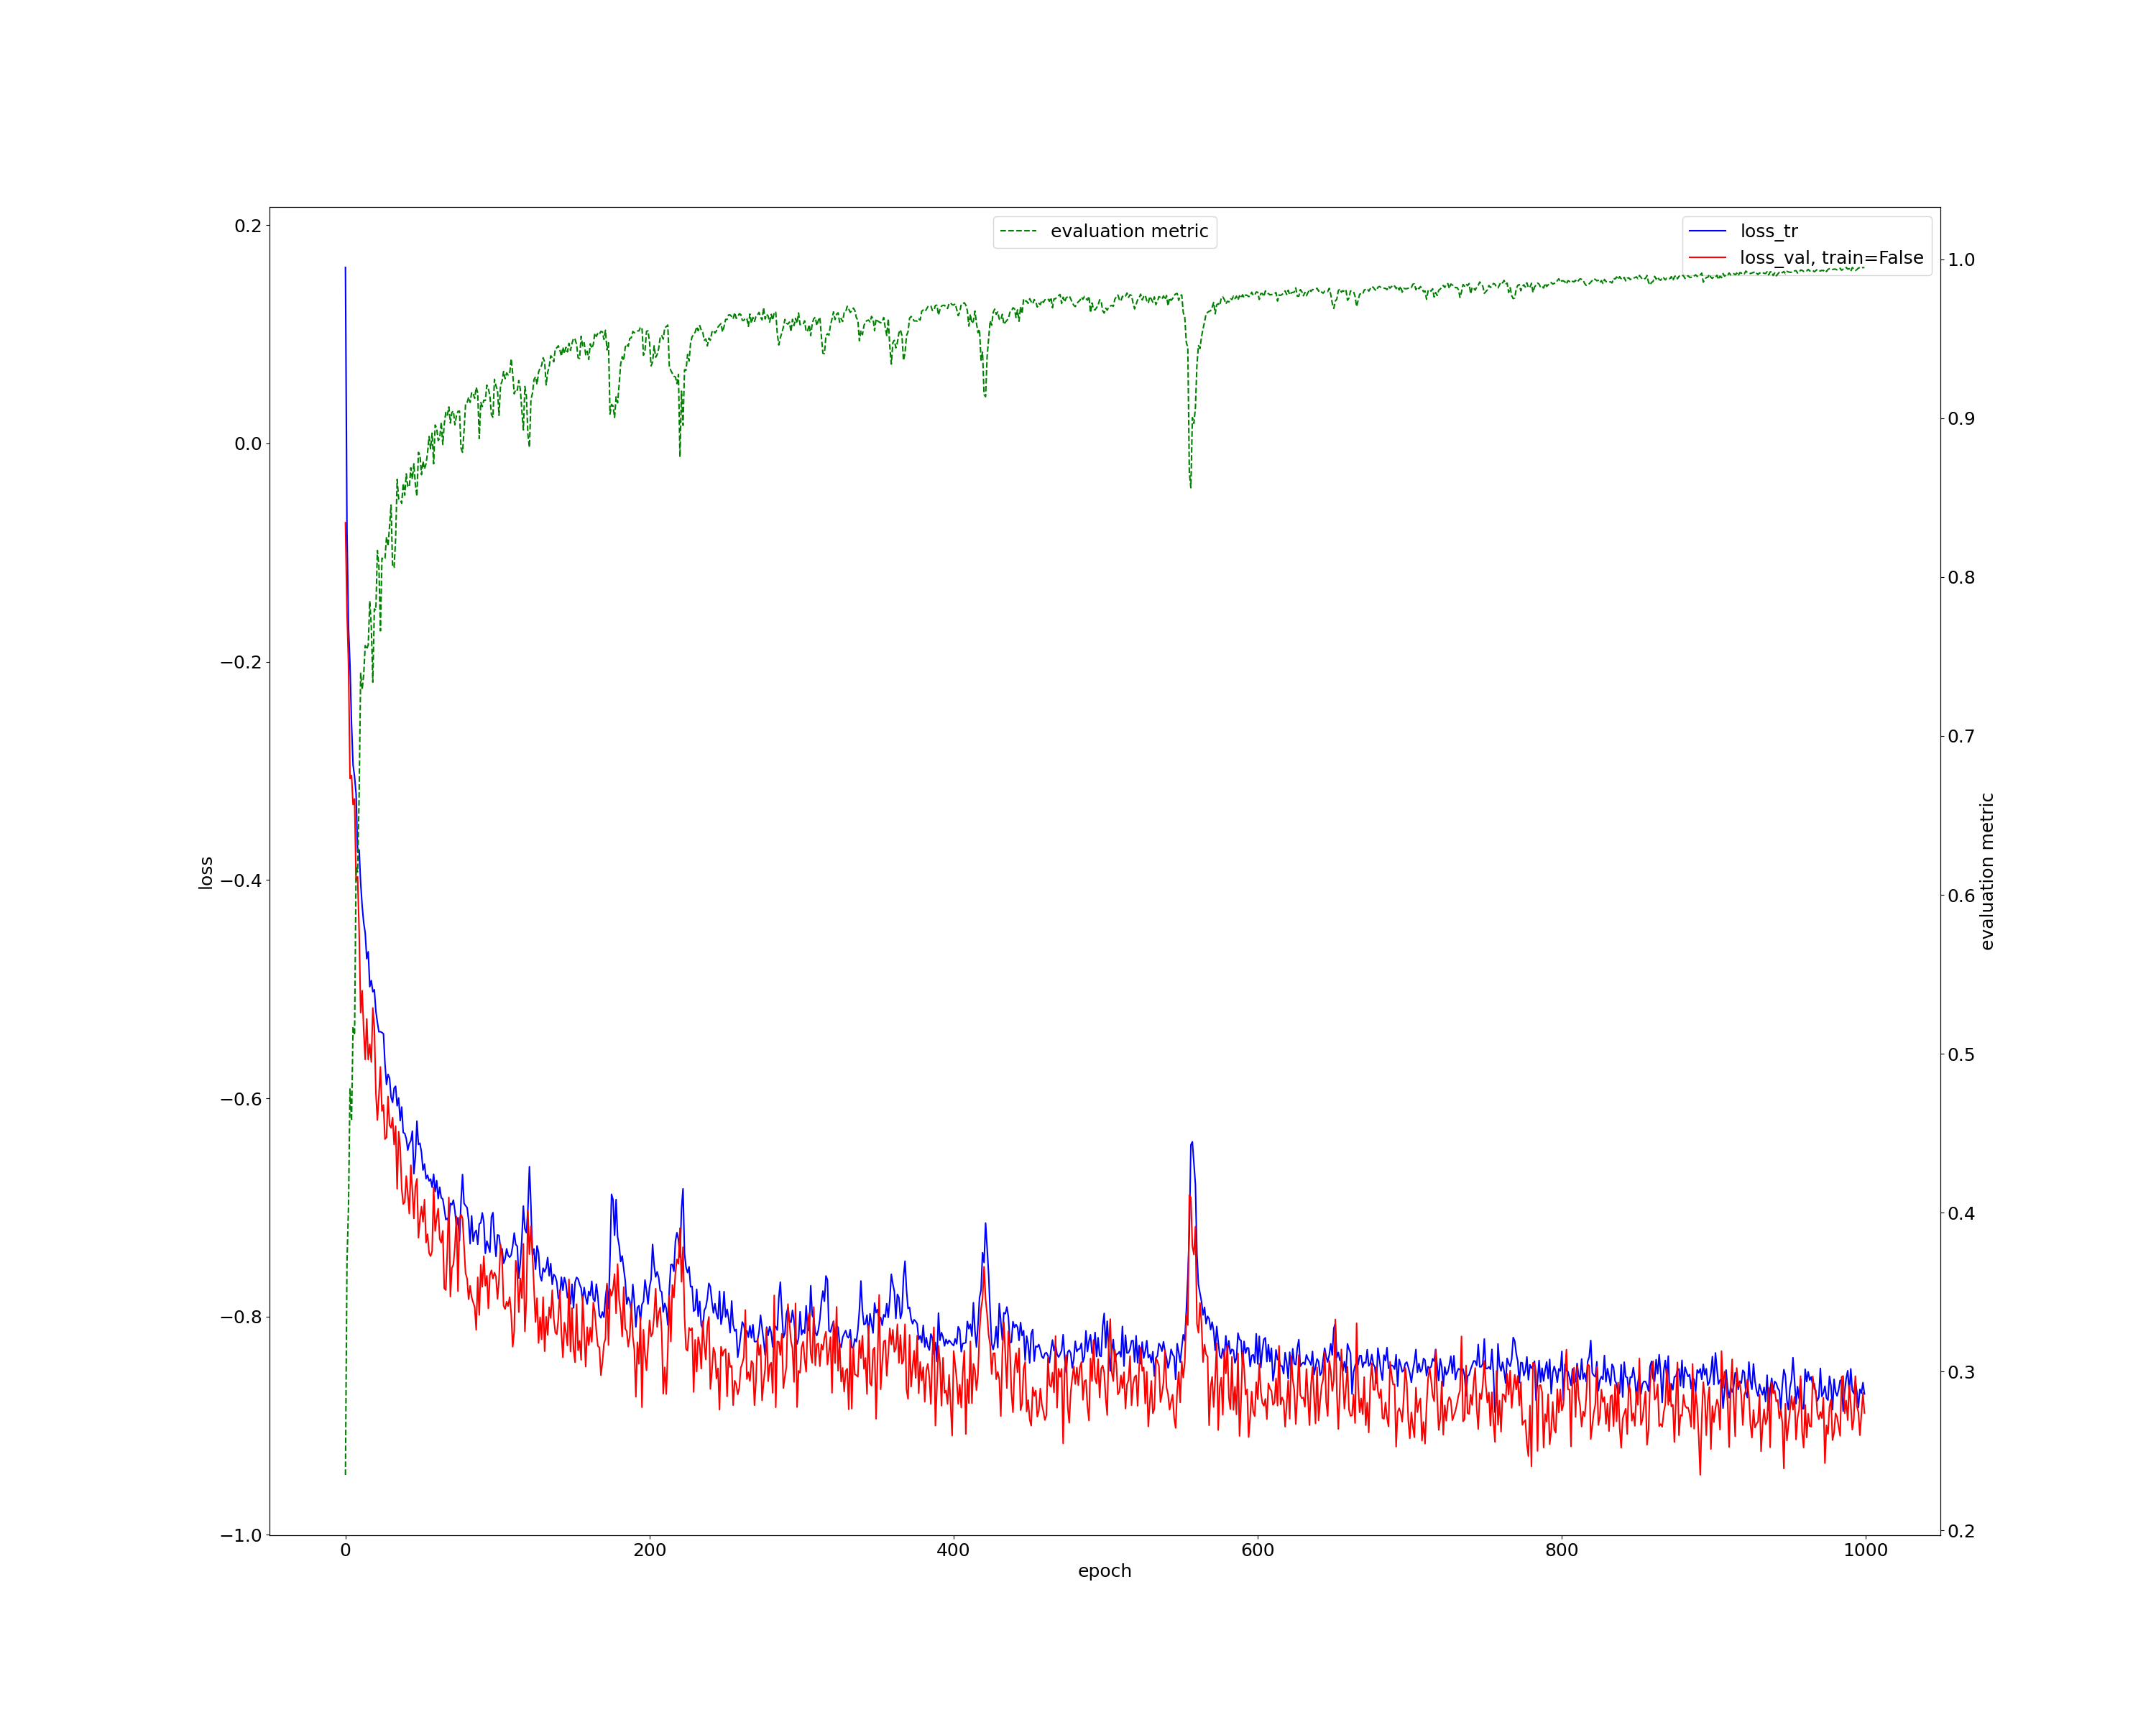 evaluation metric
loss_tr
loss_val, train=False
0.2
0.0
−0.2
−0.4
−0.6
−0.8
−1.0
loss
1.0
0.9
0.8
0.7
0.6
0.5
0.4
0.3
0.2
evaluation metric
0 200 400 600 800 1000
epoch